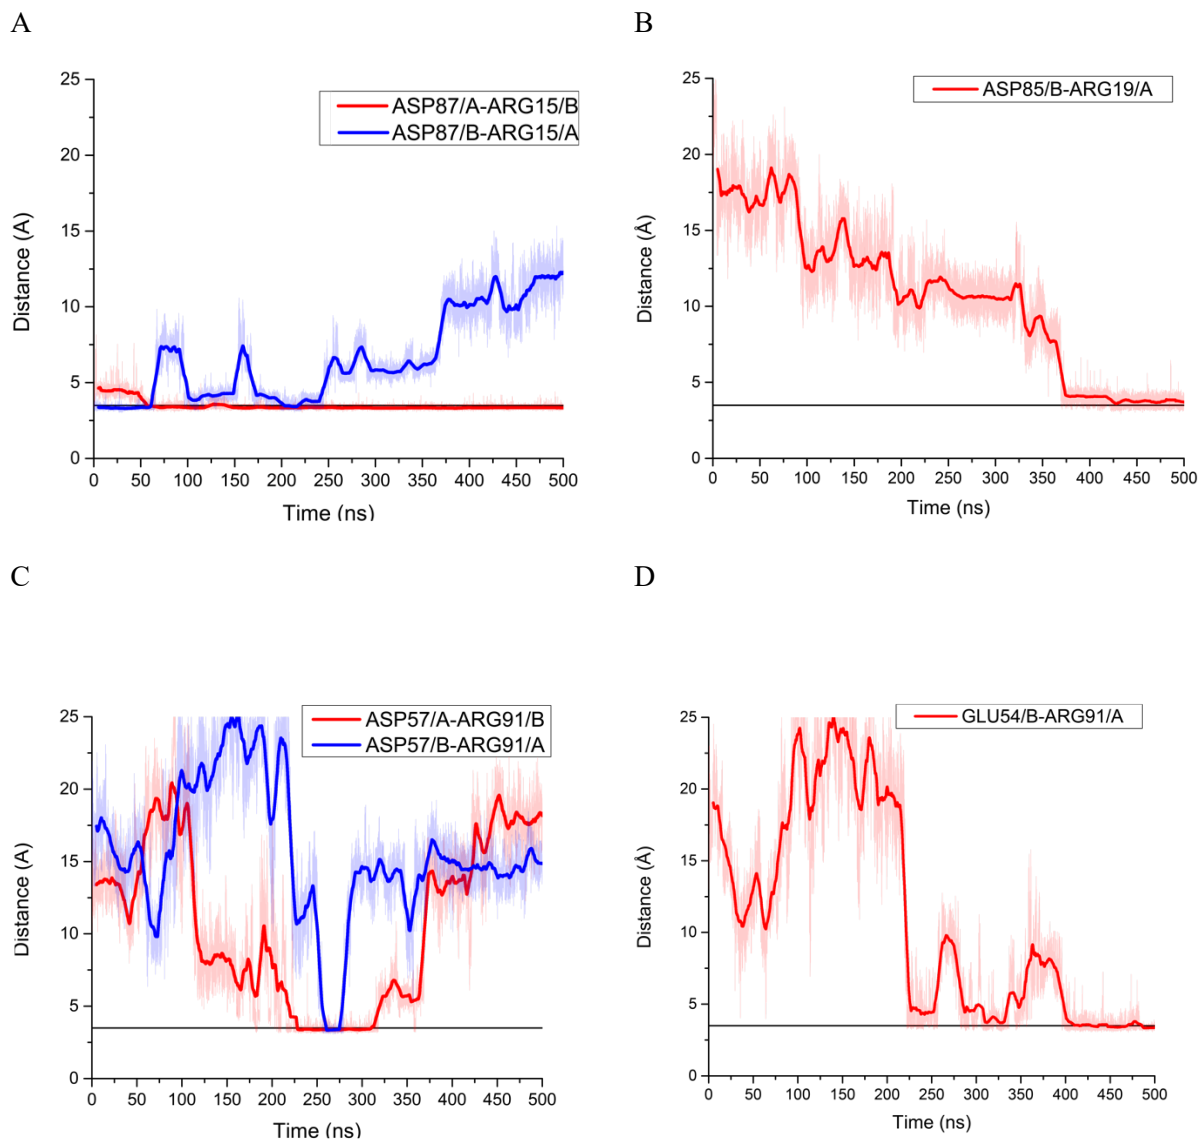 A
B
25
20
15
10
5
0
Distance (A)
ASP87/A-ARG15/B
ASP87/B-ARG15/A
0 50 100 150 200 250 300 350 400 450 500
Time (ns)
25
20
15
10
5
0
Distance (Å)
ASP85/B-ARG19/A
0 50 100 150 200 250 300 350 400 450 500
Time (ns)
C
D
25
20
15
10
5
0
Distance (A)
ASP57/A-ARG91/B
ASP57/B-ARG91/A
0 50 100 150 200 250 300 350 400 450 500
Time (ns)
25
20
15
10
5
0
Distance (Å)
GLU54/B-ARG91/A
0 50 100 150 200 250 300 350 400 450 500
Time (ns)